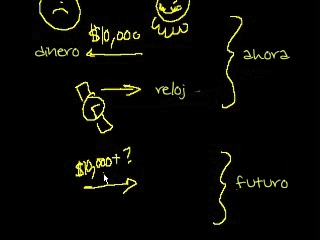 $10,000
dinero
ahora
reloj
$10,000+?
futuro